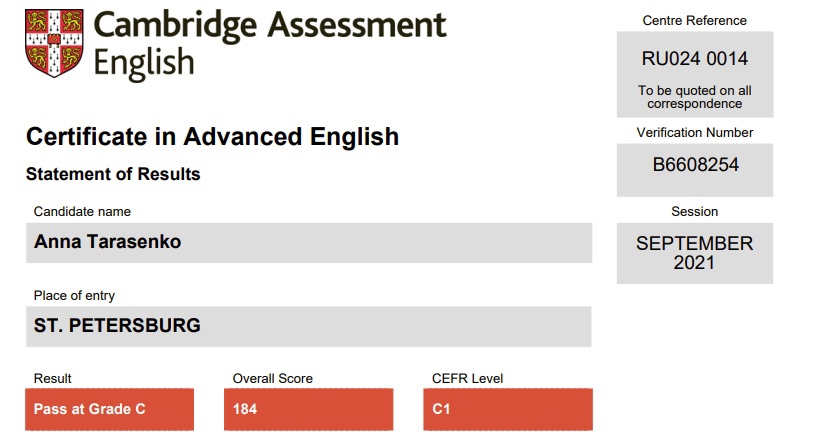 Cambridge Assessment
English
Centre Reference
RU024 0014
To be quoted on all
correspondence
Certificate in Advanced English
Verification Number
B6608254
Statement of Results
Candidate name
Anna Tarasenko
Session
SEPTEMBER
2021
Place of entry
ST. PETERSBURG
Result
Overall Score
CEFR Level
Pass at Grade C
184
C1